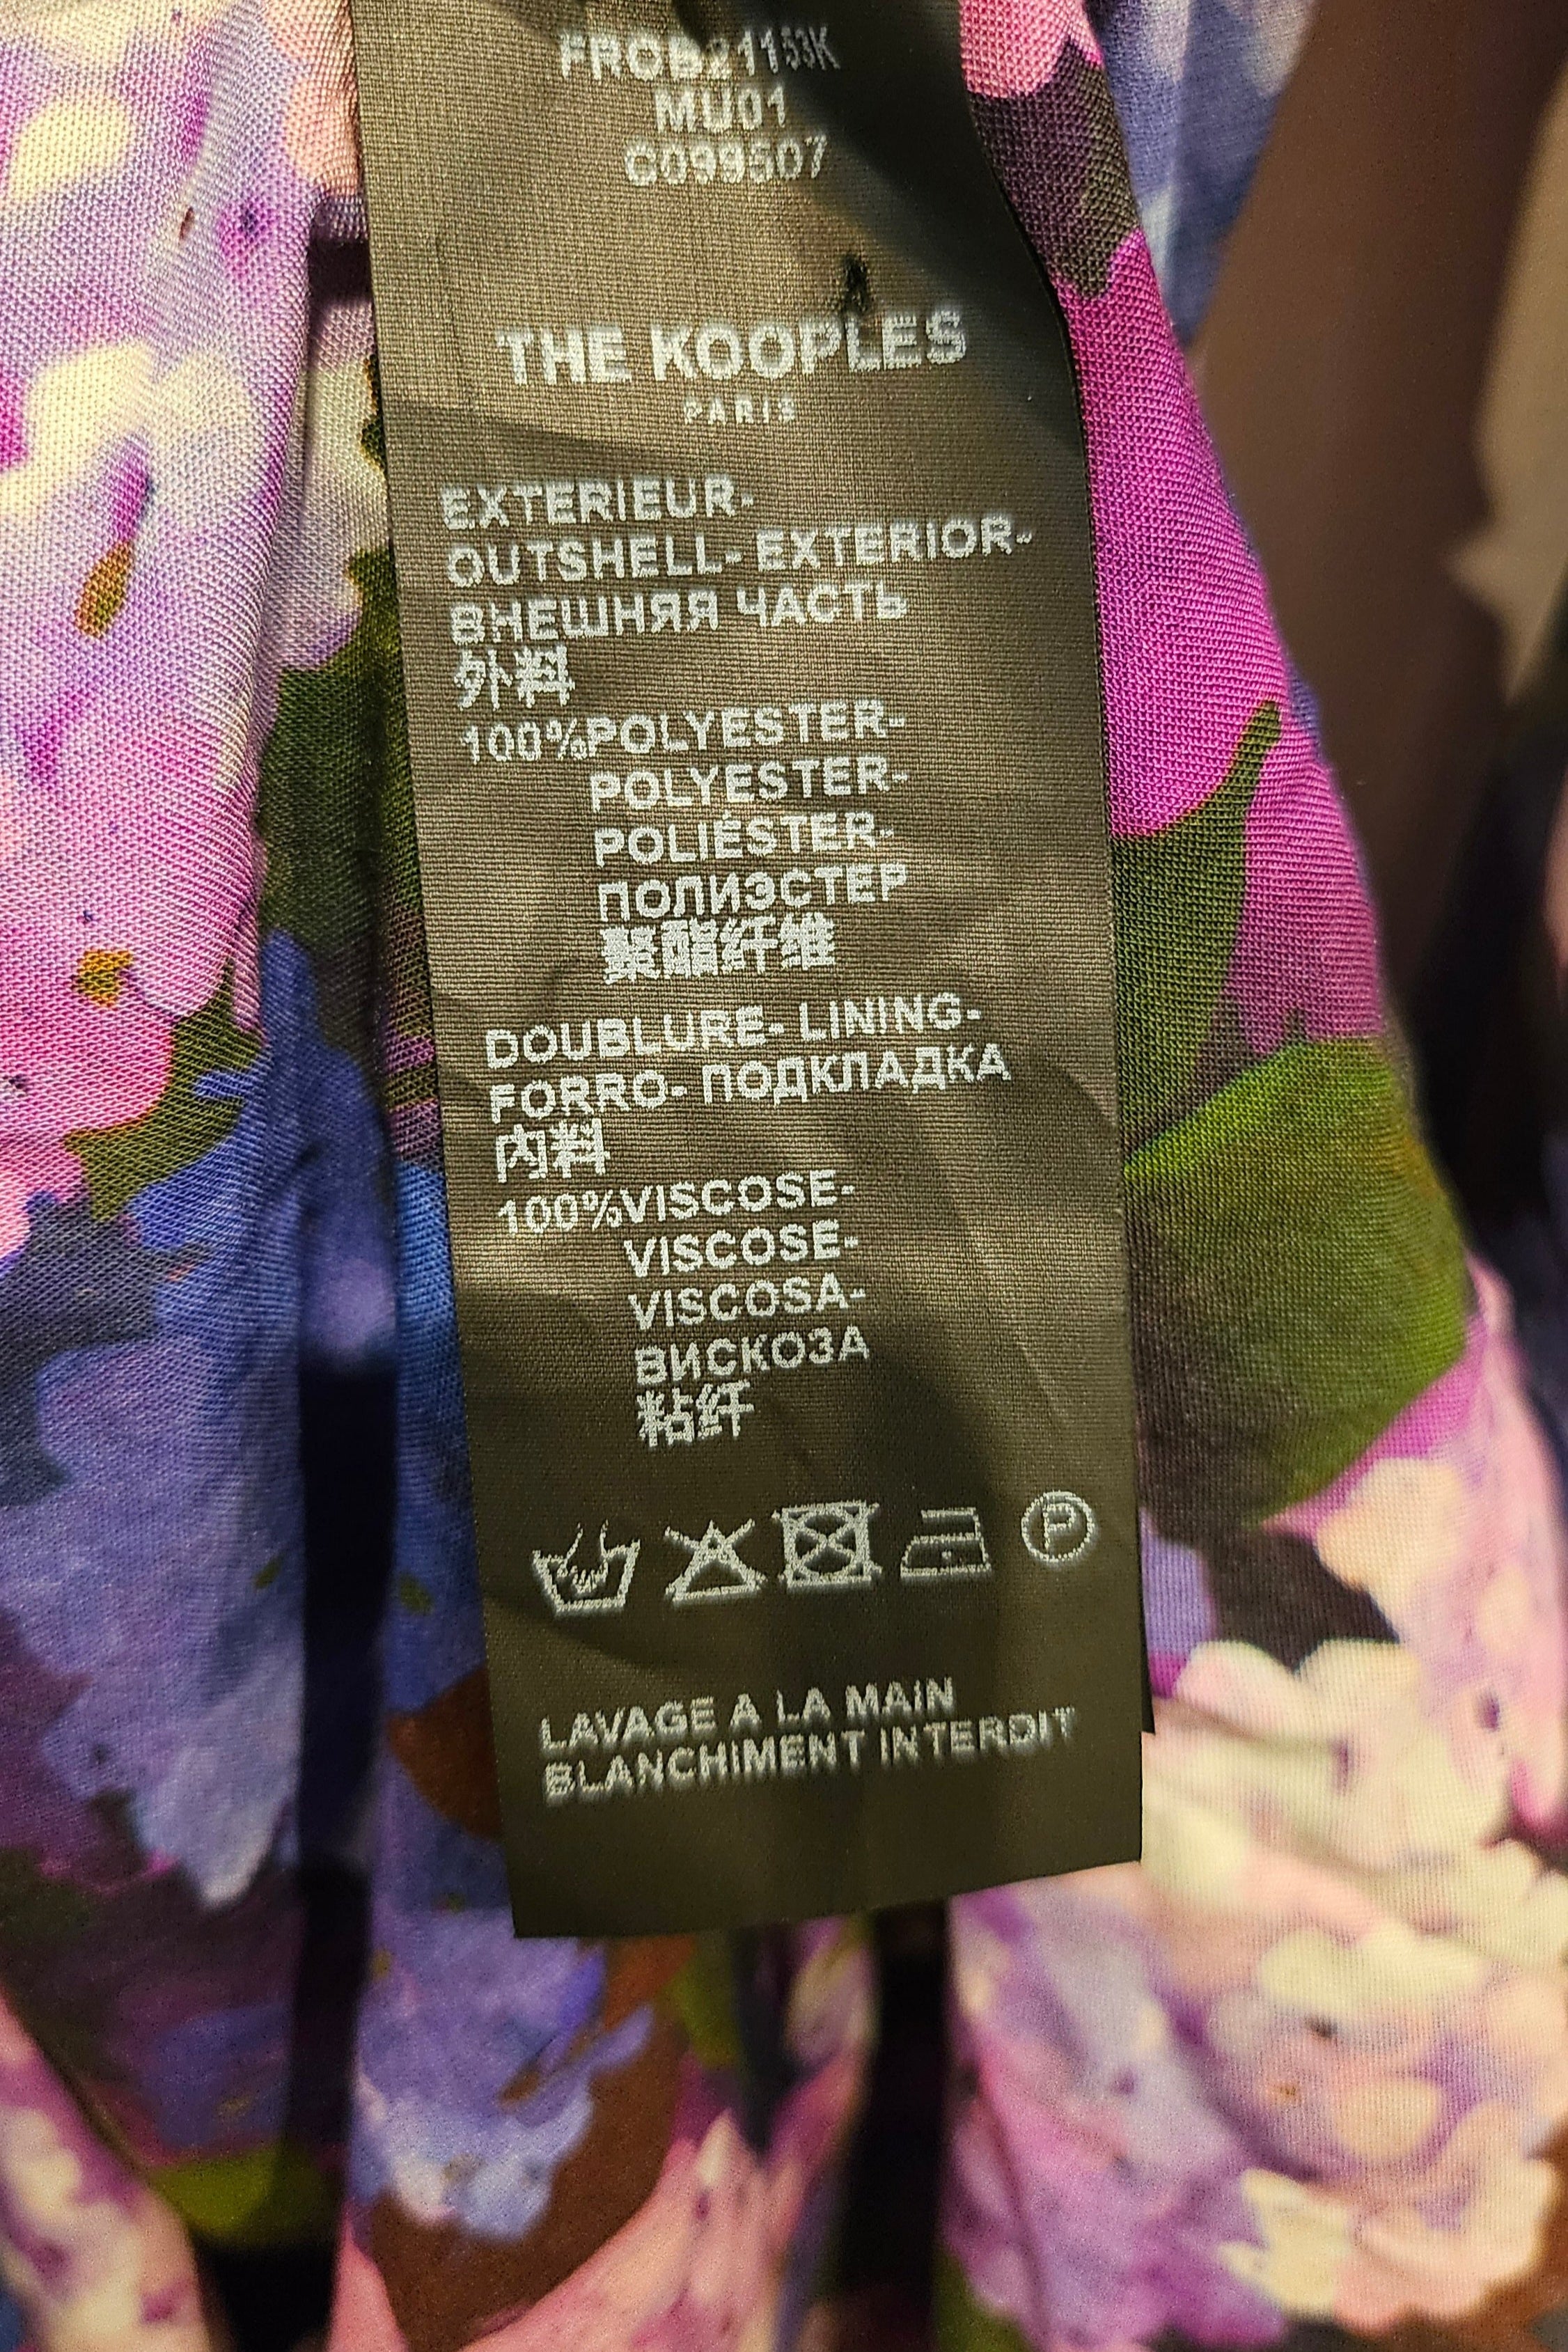 FROB21153K
MU01
C099507
THE KOOPLES
PARIS
EXTERIEUR-
OUTSHELL- EXTERIOR-
ВНЕШНЯЯ ЧАСТЬ
外料
100%POLYESTER-
POLYESTER-
POLIÉSTER-
ПОЛИЭСТЕР
聚酯纤维
DOUBLURE- LINING-
FORRO- ПОДКЛАДКА
内料
100%VISCOSE-
VISCOSE-
VISCOSA-
ВИСКОЗА
粘纤
P
LAVAGE A LA MAIN
BLANCHIMENT INTERDIT